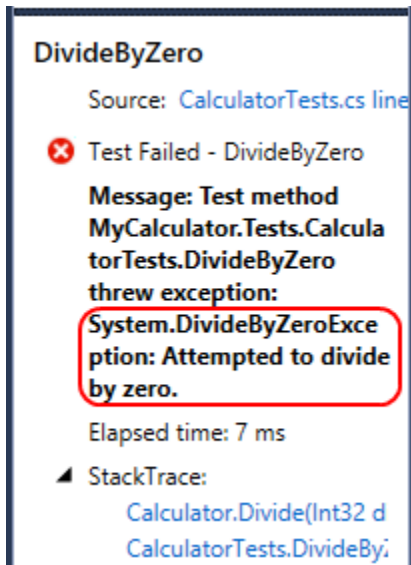 DivideByZero
Source: CalculatorTests.cs line
Test Failed - DivideByZero
Message: Test method
MyCalculator.Tests.Calcula
torTests.DivideByZero
threw exception:
System.DivideByZeroExce
ption: Attempted to divide
by zero.
Elapsed time: 7 ms
StackTrace:
Calculator.Divide(Int32 d
CalculatorTests.DivideBy